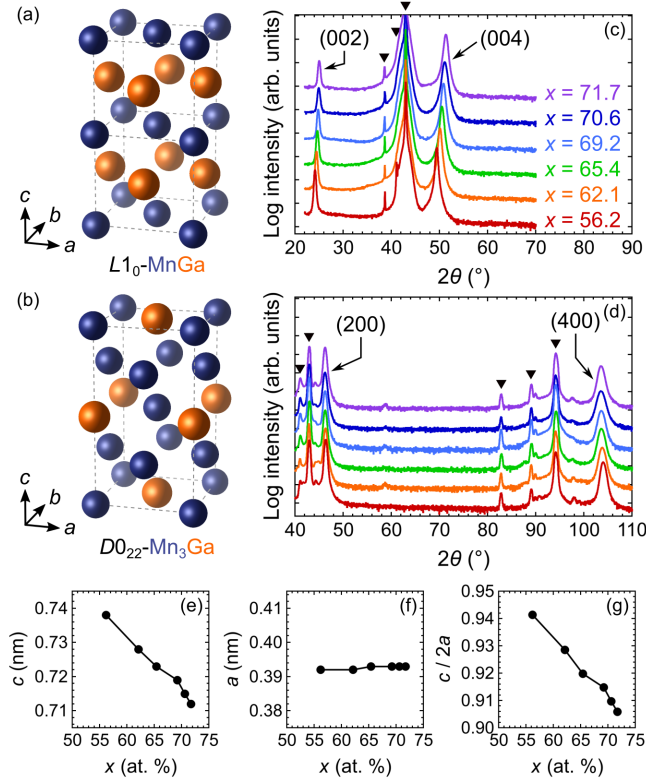 (a)
c
b
a
L1₀-MnGa
(b)
c
b
a
D0₂₂-Mn₃Ga
(c)
(002)
(004)
x = 71.7
x = 70.6
x = 69.2
x = 65.4
x = 62.1
x = 56.2
Log intensity (arb. units)
20 30 40 50 60 70 80 90
2θ (°)
(d)
(200)
(400)
Log intensity (arb. units)
40 50 60 70 80 90 100 110
2θ (°)
(e)
0.74
0.73
0.72
0.71
c (nm)
50 55 60 65 70 75
x (at. %)
(f)
0.41
0.40
0.39
0.38
a (nm)
50 55 60 65 70 75
x (at. %)
(g)
0.95
0.94
0.93
0.92
0.91
0.90
c / 2a
50 55 60 65 70 75
x (at. %)